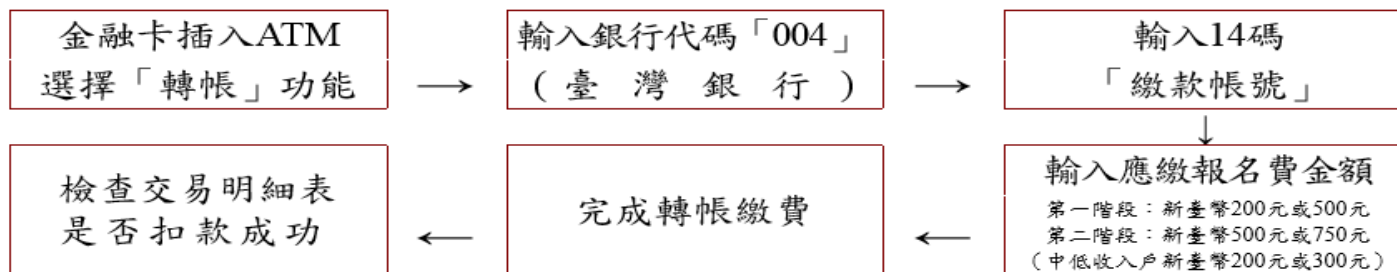 金融卡插入ATM
選擇「轉帳」功能
→
輸入銀行代碼「004」
(臺灣銀行)
→
輸入14碼
「繳款帳號」
↓
輸入應繳報名費金額
第一階段：新臺幣200元或500元
第二階段：新臺幣500元或750元
(中低收入戶新臺幣200元或300元)
←
完成轉帳繳費
←
檢查交易明細表
是否扣款成功